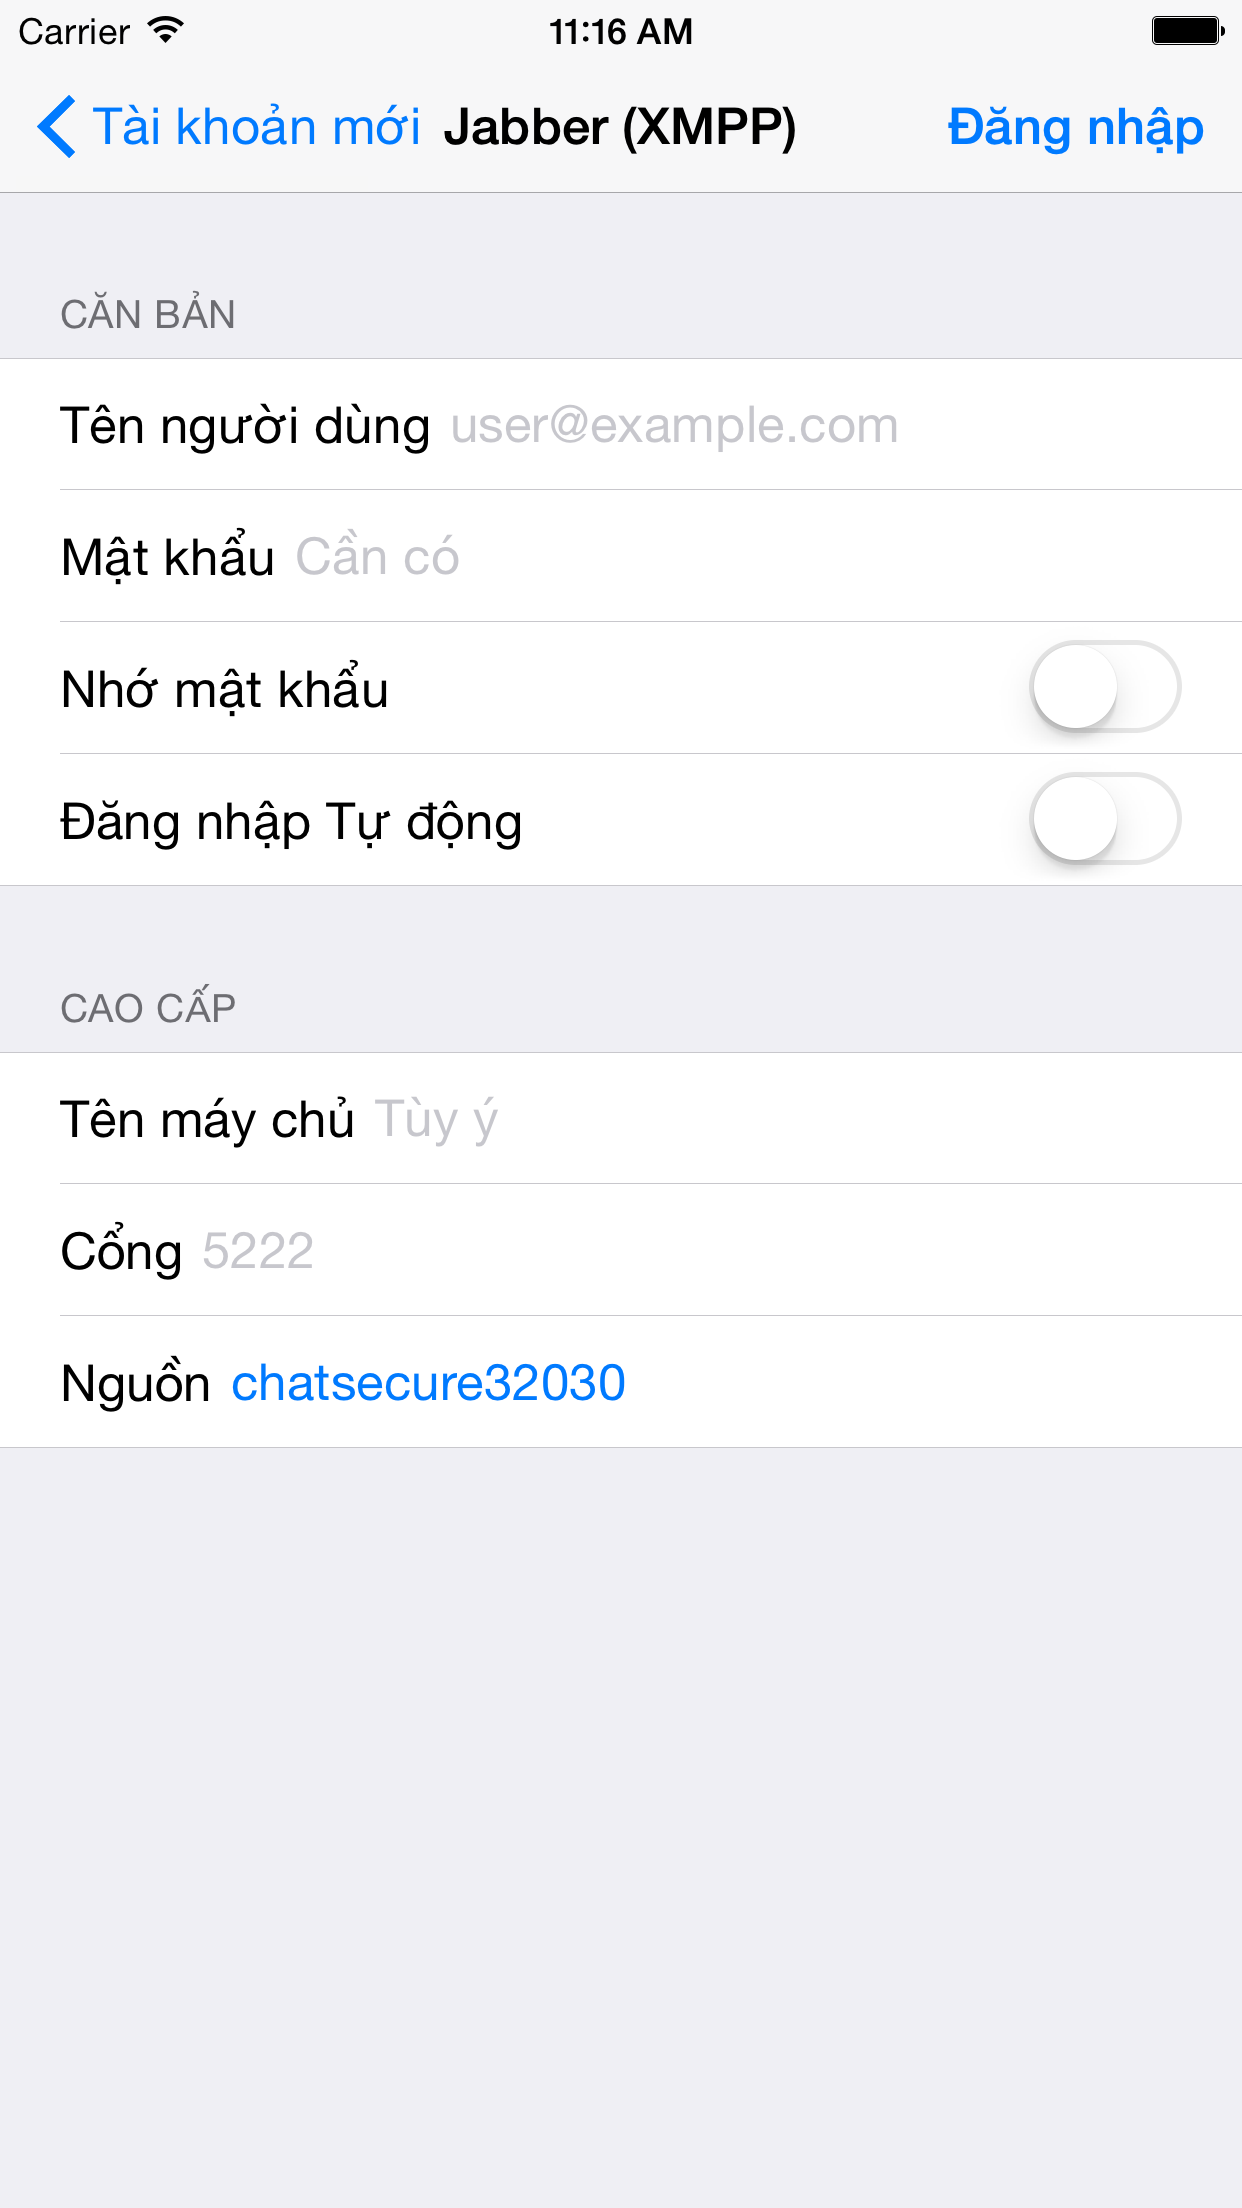 Carrier 11:16 AM
Tài khoản mới Jabber (XMPP) Đăng nhập
CĂN BẢN
Tên người dùng user@example.com
Mật khẩu Cần có
Nhớ mật khẩu
Đăng nhập Tự động
CAO CẤP
Tên máy chủ Tùy ý
Cổng 5222
Nguồn chatsecure32030